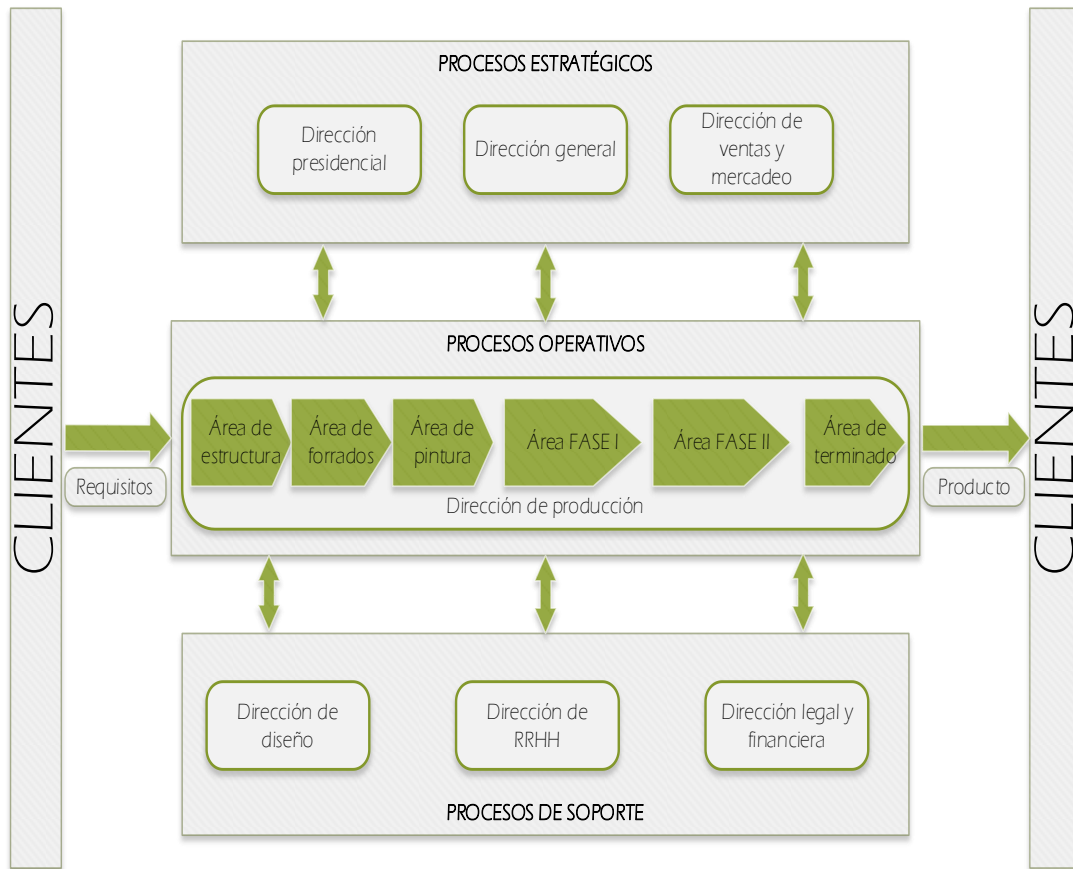 CLIENTES
PROCESOS ESTRATÉGICOS
Dirección
presidencial
Dirección general
Dirección de
ventas y
mercadeo
PROCESOS OPERATIVOS
Área de
estructura
Área de
forrados
Área de
pintura
Área FASE I
Área FASE II
Área de
terminado
Dirección de producción
Requisitos
Producto
Dirección de
diseño
Dirección de
RRHH
Dirección legal y
financiera
PROCESOS DE SOPORTE
CLIENTES